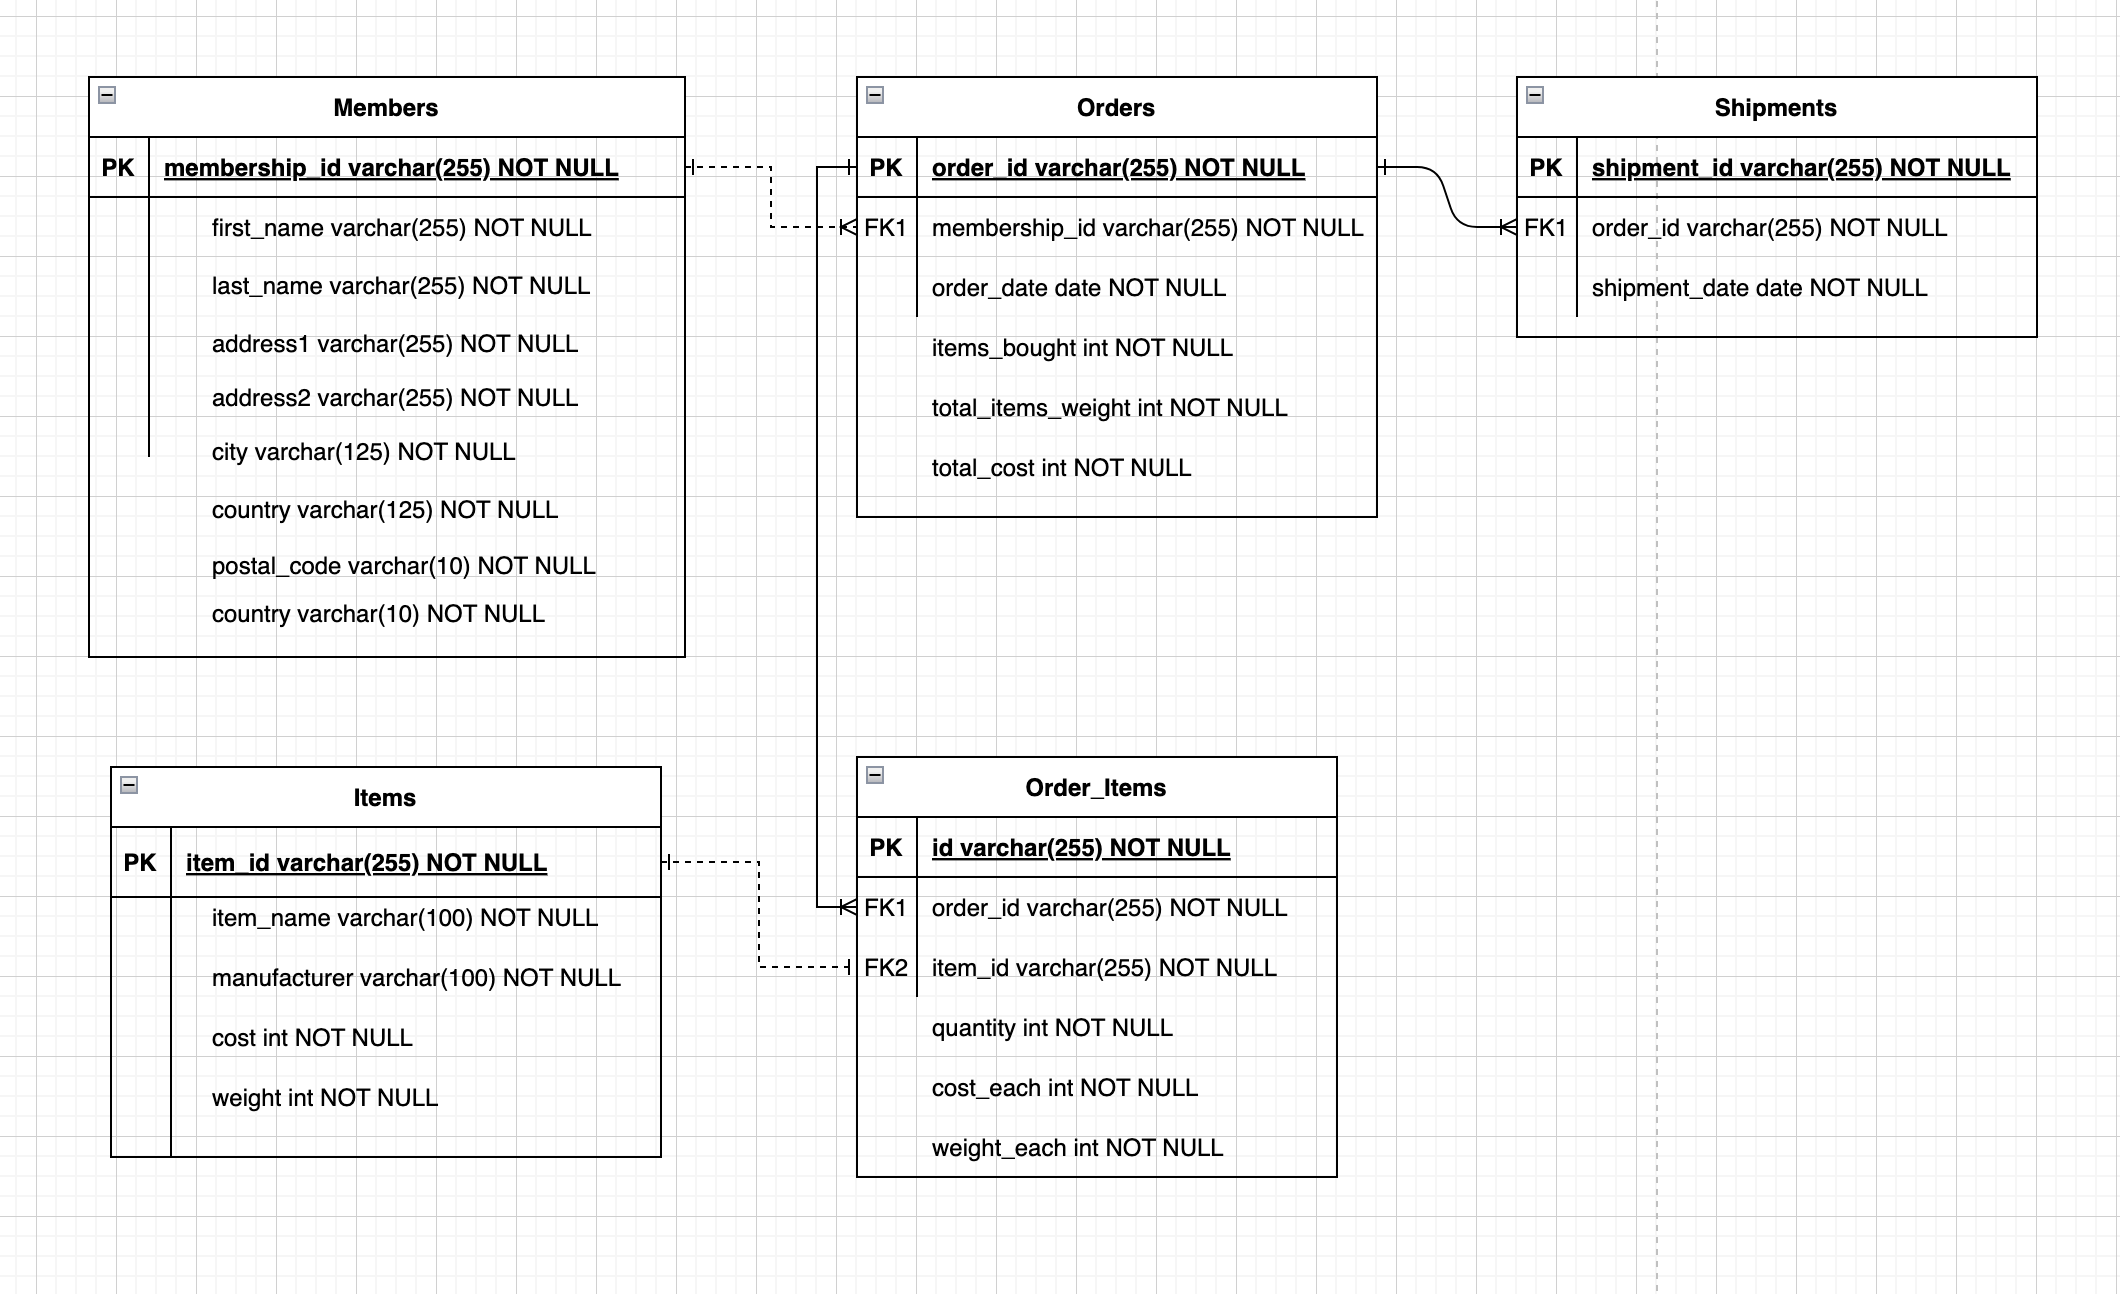 Members
PK membership_id varchar(255) NOT NULL
first_name varchar(255) NOT NULL
last_name varchar(255) NOT NULL
address1 varchar(255) NOT NULL
address2 varchar(255) NOT NULL
city varchar(125) NOT NULL
country varchar(125) NOT NULL
postal_code varchar(10) NOT NULL
country varchar(10) NOT NULL
Orders
PK order_id varchar(255) NOT NULL
FK1 membership_id varchar(255) NOT NULL
order_date date NOT NULL
items_bought int NOT NULL
total_items_weight int NOT NULL
total_cost int NOT NULL
Shipments
PK shipment_id varchar(255) NOT NULL
FK1 order_id varchar(255) NOT NULL
shipment_date date NOT NULL
Items
PK item_id varchar(255) NOT NULL
item_name varchar(100) NOT NULL
manufacturer varchar(100) NOT NULL
cost int NOT NULL
weight int NOT NULL
Order_Items
PK id varchar(255) NOT NULL
FK1 order_id varchar(255) NOT NULL
FK2 item_id varchar(255) NOT NULL
quantity int NOT NULL
cost_each int NOT NULL
weight_each int NOT NULL